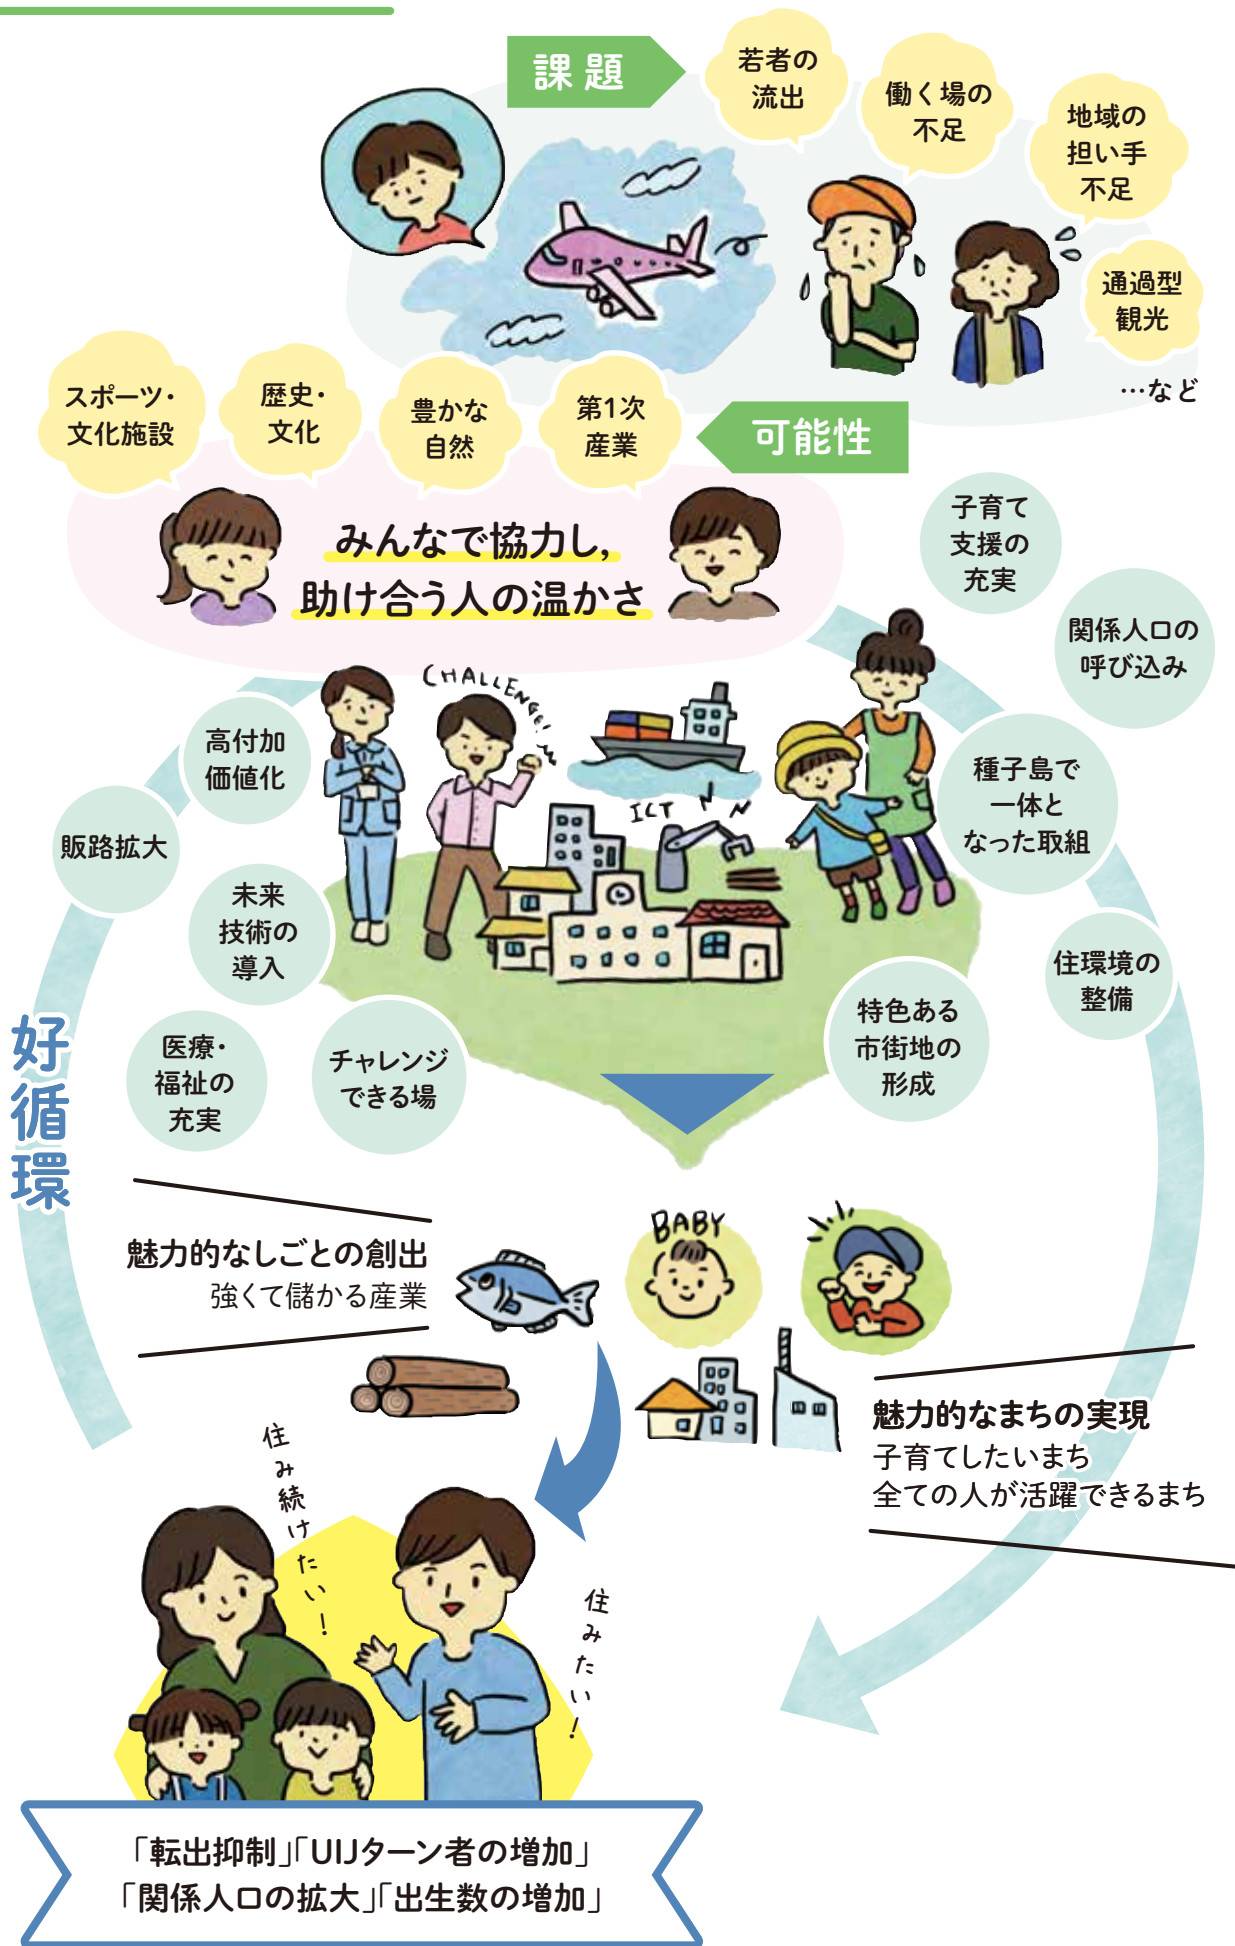 課題
若者の
流出
働く場の
不足
地域の
担い手
不足
通過型
観光
…など
可能性
スポーツ・
文化施設
歴史・
文化
豊かな
自然
第1次
産業
みんなで協力し,
助け合う人の温かさ
子育て
支援の
充実
関係人口の
呼び込み
CHALLENGE!
高付加
価値化
ICT
種子島で
一体と
なった取組
販路拡大
未来
技術の
導入
住環境の
整備
特色ある
市街地の
形成
医療・
福祉の
充実
チャレンジ
できる場
好循環
魅力的なしごとの創出
強くて儲かる産業
BABY
魅力的なまちの実現
子育てしたいまち
全ての人が活躍できるまち
住み続けたい!
住みたい!
「転出抑制」「UIJターン者の増加」
「関係人口の拡大」「出生数の増加」